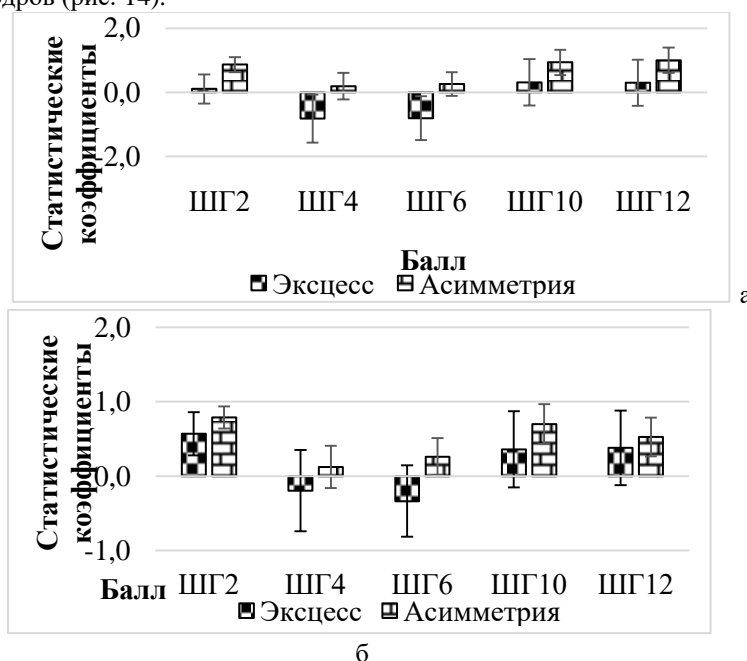 дров (рис. 14).
Статистические
коэффициенты
2,0
0,0
-2,0
ШГ2 ШГ4 ШГ6 ШГ10 ШГ12
Балл
Эксцесс Асимметрия
а
Статистические
коэффициенты
2,0
1,0
0,0
-1,0
Балл ШГ2 ШГ4 ШГ6 ШГ10 ШГ12
Эксцесс Асимметрия
б